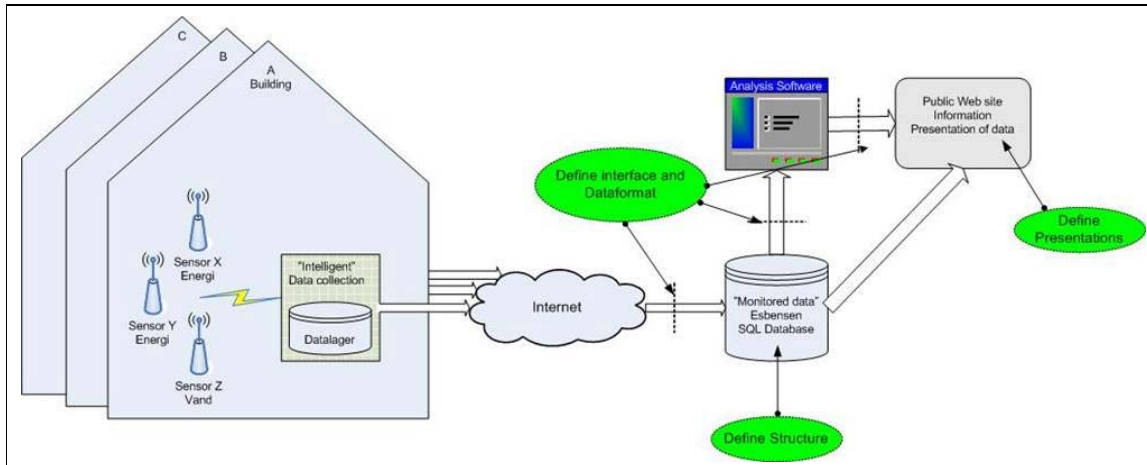 C
B
A
Building
Sensor X
Energi
Sensor Y
Energi
Sensor Z
Vand
"Intelligent"
Data collection
Datalager
Internet
Define interface and
Dataformat
Analysis Software
Public Web site
Information
Presentation of data
Define
Presentations
"Monitored data"
Esbensen
SQL Database
Define Structure